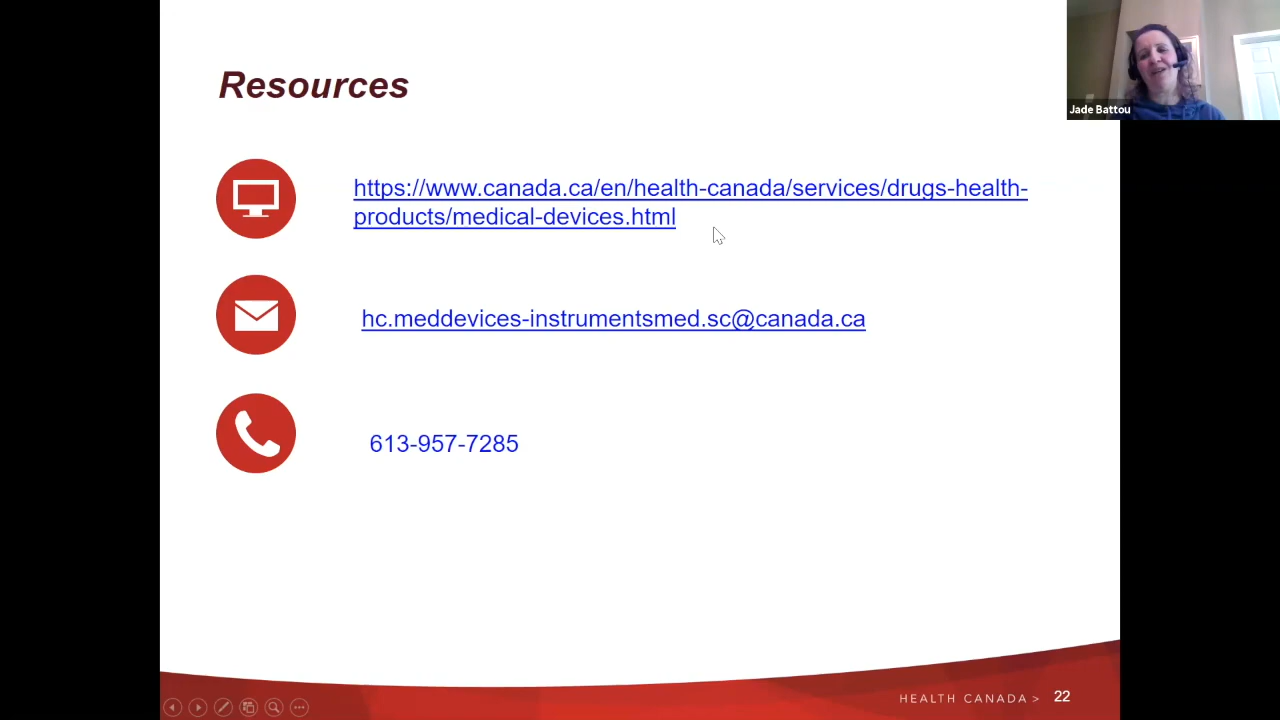 Resources
Jade Battou
https://www.canada.ca/en/health-canada/services/drugs-health-
products/medical-devices.html
hc.meddevices-instrumentsmed.sc@canada.ca
613-957-7285
HEALTH CANADA > 22